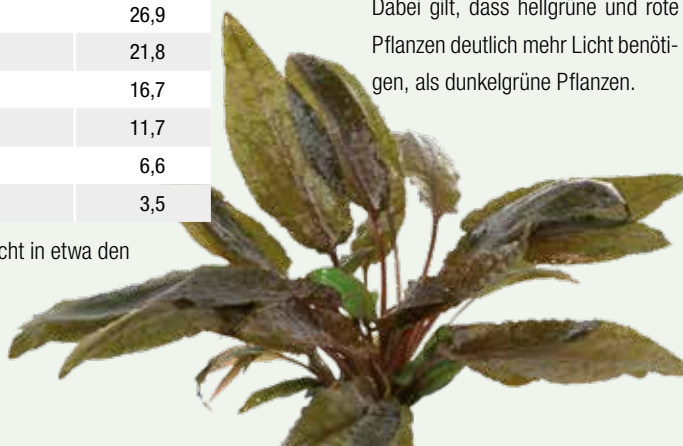 26,9
21,8
16,7
11,7
6,6
3,5
cht in etwa den
Dabei gilt, dass hellgrüne und rote
Pflanzen deutlich mehr Licht benöti-
gen, als dunkelgrüne Pflanzen.